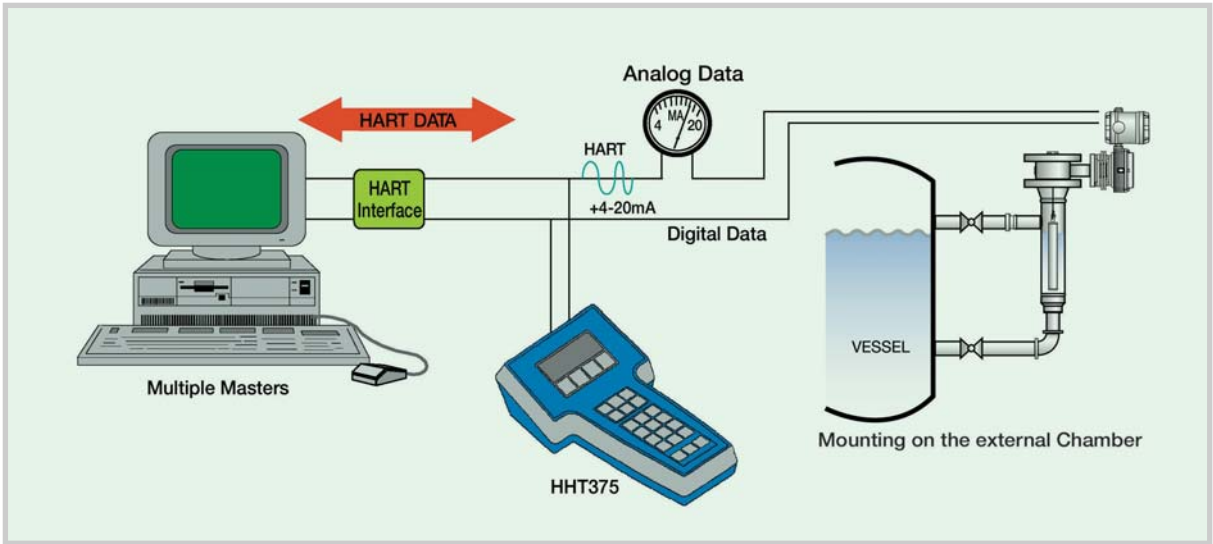 Analog Data
HART DATA
4 MA 20
HART
HART
Interface
+4-20mA
Digital Data
VESSEL
Multiple Masters
Mounting on the external Chamber
HHT375